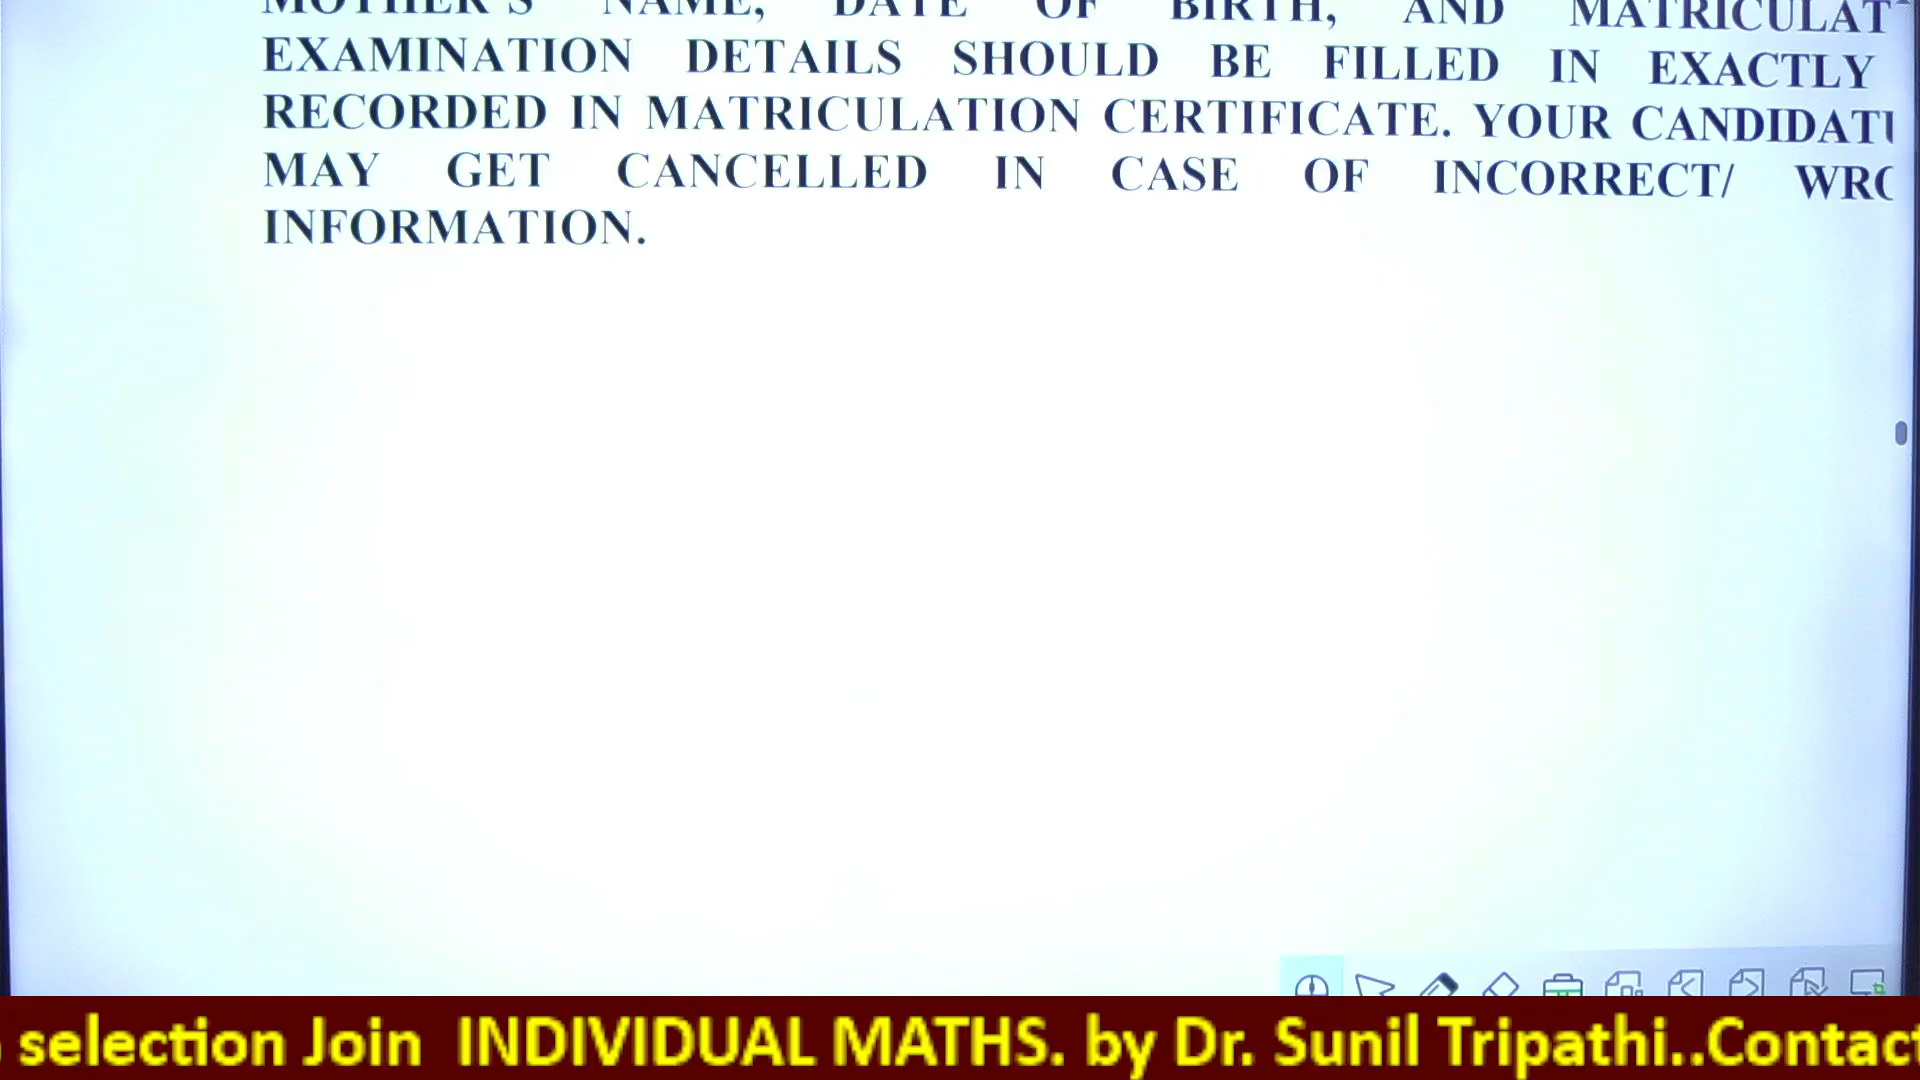 MOTHER'S NAME, DATE OF BIRTH, AND
EXAMINATION DETAILS SHOULD BE FILLED IN EXACTLY
RECORDED IN MATRICULATION CERTIFICATE. YOUR
MAY GET CANCELLED IN CASE OF INCORRECT/
INFORMATION.
selection Join INDIVIDUAL MATHS. by Dr. Sunil Tripathi..Contact